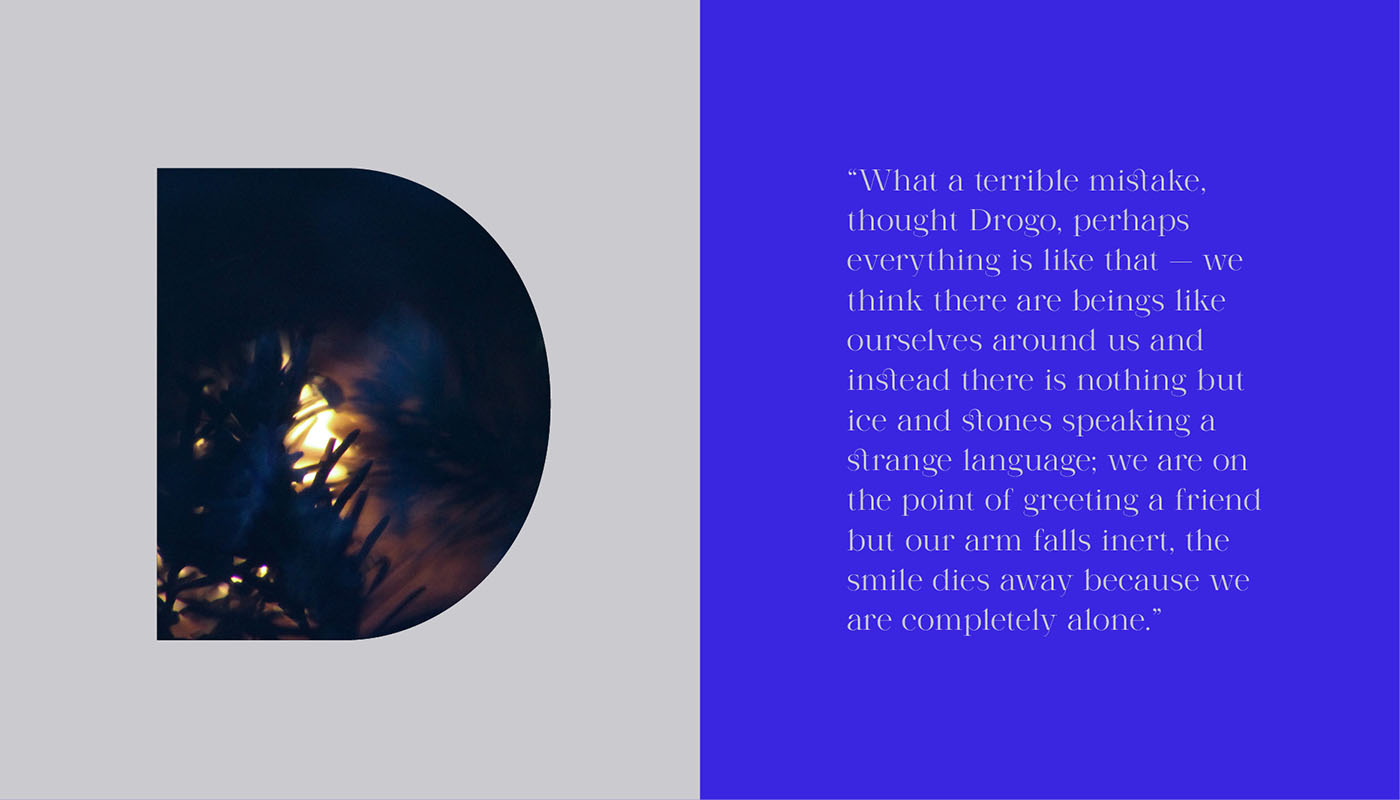 “What a terrible mistake,
thought Drogo, perhaps
everything is like that — we
think there are beings like
ourselves around us and
instead there is nothing but
ice and stones speaking a
strange language; we are on
the point of greeting a friend
but our arm falls inert, the
smile dies away because we
are completely alone.”